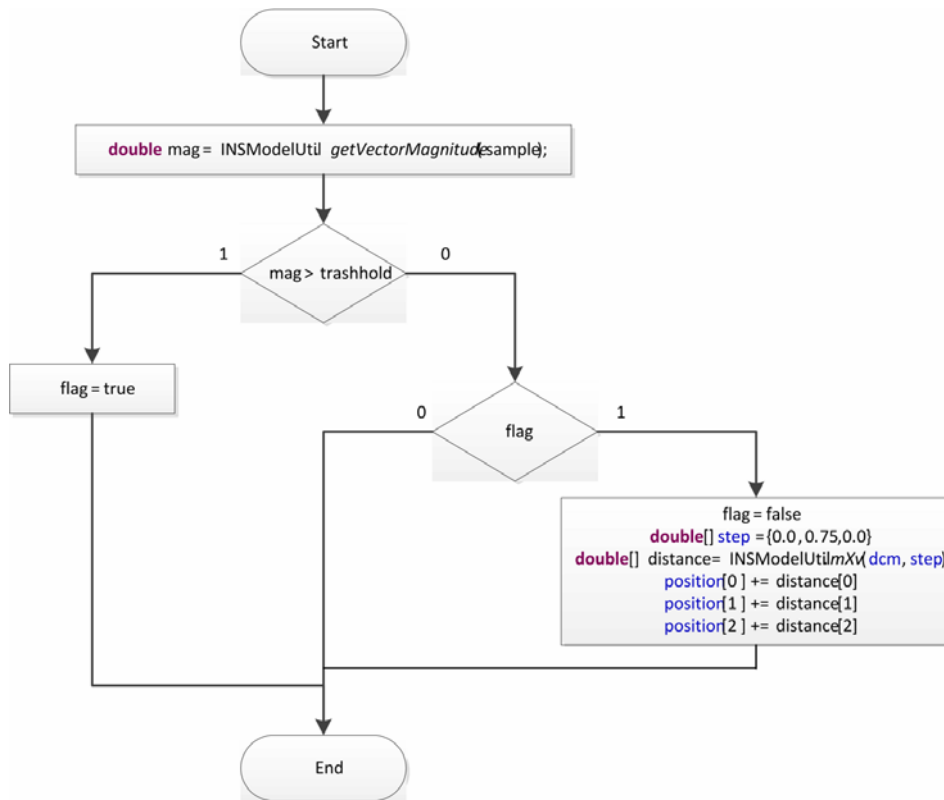 Start
double mag = INSModelUtil getVectorMagnitude(sample);
1
0
mag > trashhold
flag = true
0
1
flag
flag = false
double[] step = {0.0, 0.75, 0.0}
double[] distance = INSModelUtil.mXv(dcm, step)
position[0] += distance[0]
position[1] += distance[1]
position[2] += distance[2]
End